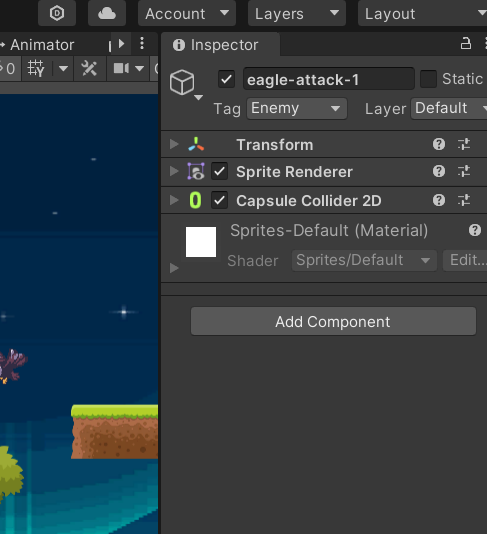 Account Layers Layout
Animator
Inspector
0
eagle-attack-1 Static
Tag Enemy Layer Default
Transform
Sprite Renderer
Capsule Collider 2D
Sprites-Default (Material)
Shader Sprites/Default Edit...
Add Component